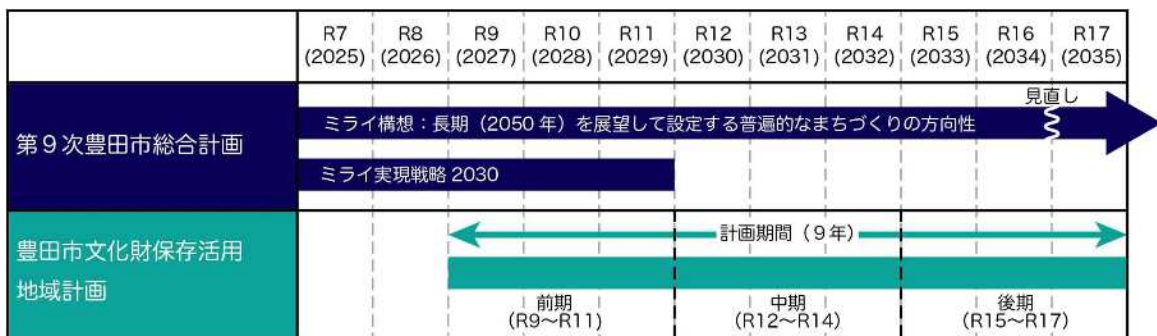 R7 R8 R9 R10 R11 R12 R13 R14 R15 R16 R17
(2025) (2026) (2027) (2028) (2029) (2030) (2031) (2032) (2033) (2034) (2035)
見直し
第9次豊田市総合計画
ミライ構想：長期（2050年）を展望して設定する普遍的なまちづくりの方向性
ミライ実現戦略 2030
豊田市文化財保存活用
地域計画
計画期間（9年）
前期
(R9～R11)
中期
(R12～R14)
後期
(R15～R17)